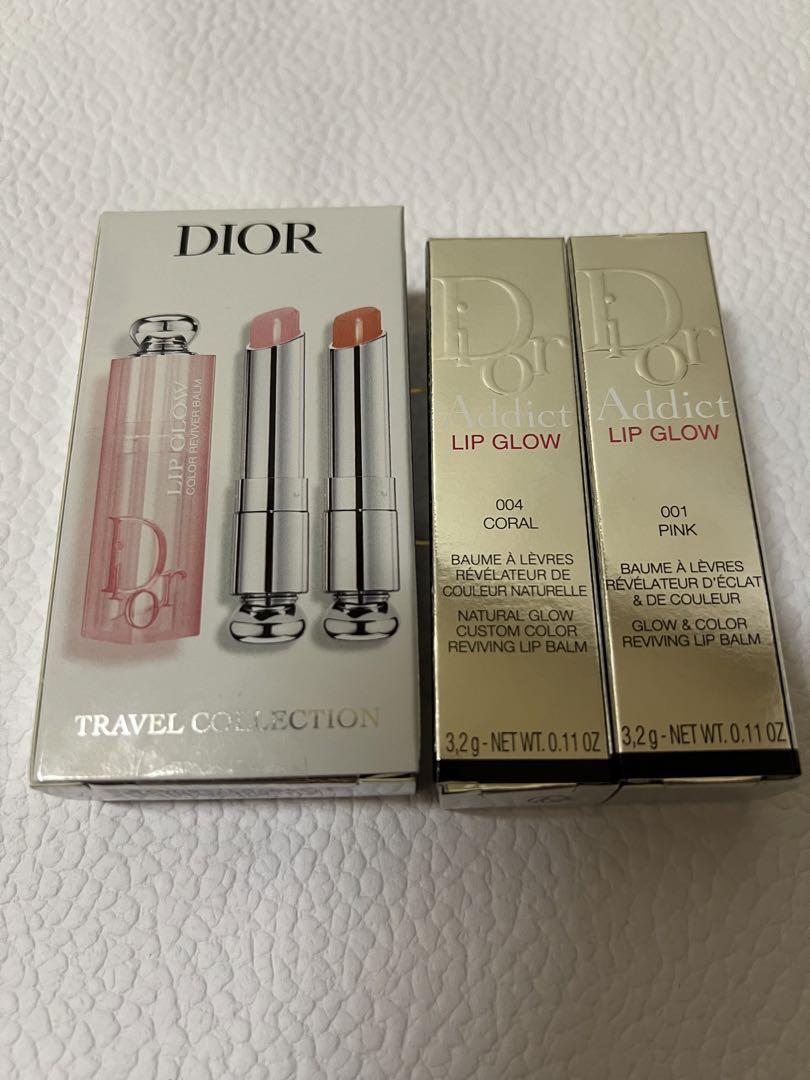 DIOR
LIP GLOW
COLOR REVIVER BALM
Dior
TRAVEL COLLECTION
Dior
Addict
LIP GLOW
004
CORAL
BAUME À LÈVRES
RÉVÉLATEUR DE
COULEUR NATURELLE
NATURAL GLOW
CUSTOM COLOR
REVIVING LIP BALM
3,2 g - NET WT. 0.11 OZ
Dior
Addict
LIP GLOW
001
PINK
BAUME À LÈVRES
RÉVÉLATEUR D'ÉCLAT
& DE COULEUR
GLOW & COLOR
REVIVING LIP BALM
3,2 g - NET WT. 0.11 OZ